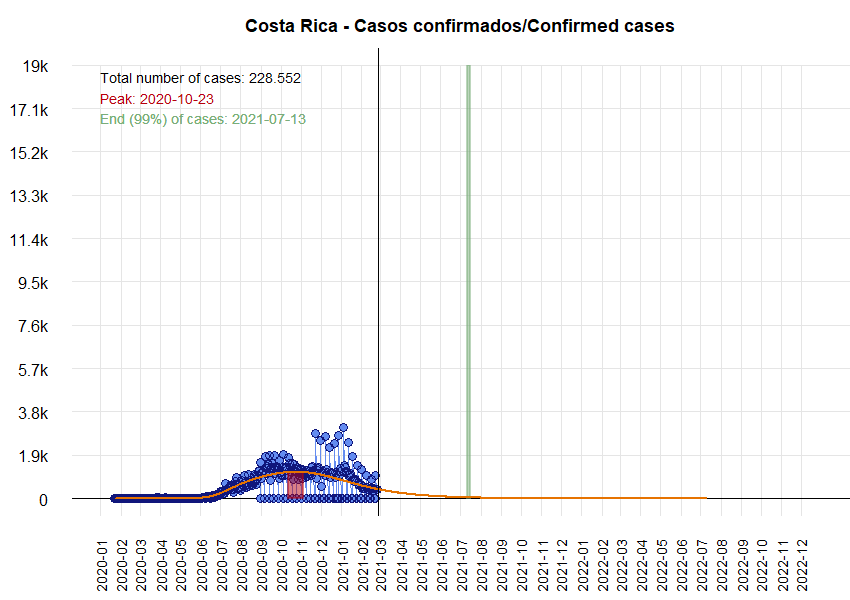 Costa Rica - Casos confirmados/Confirmed cases
Total number of cases: 228.552
Peak: 2020-10-23
End (99%) of cases: 2021-07-13
19k
17.1k
15.2k
13.3k
11.4k
9.5k
7.6k
5.7k
3.8k
1.9k
0
2020-01
2020-02
2020-03
2020-04
2020-05
2020-06
2020-07
2020-08
2020-09
2020-10
2020-11
2020-12
2021-01
2021-02
2021-03
2021-04
2021-05
2021-06
2021-07
2021-08
2021-09
2021-10
2021-11
2021-12
2022-01
2022-02
2022-03
2022-04
2022-05
2022-06
2022-07
2022-08
2022-09
2022-10
2022-11
2022-12